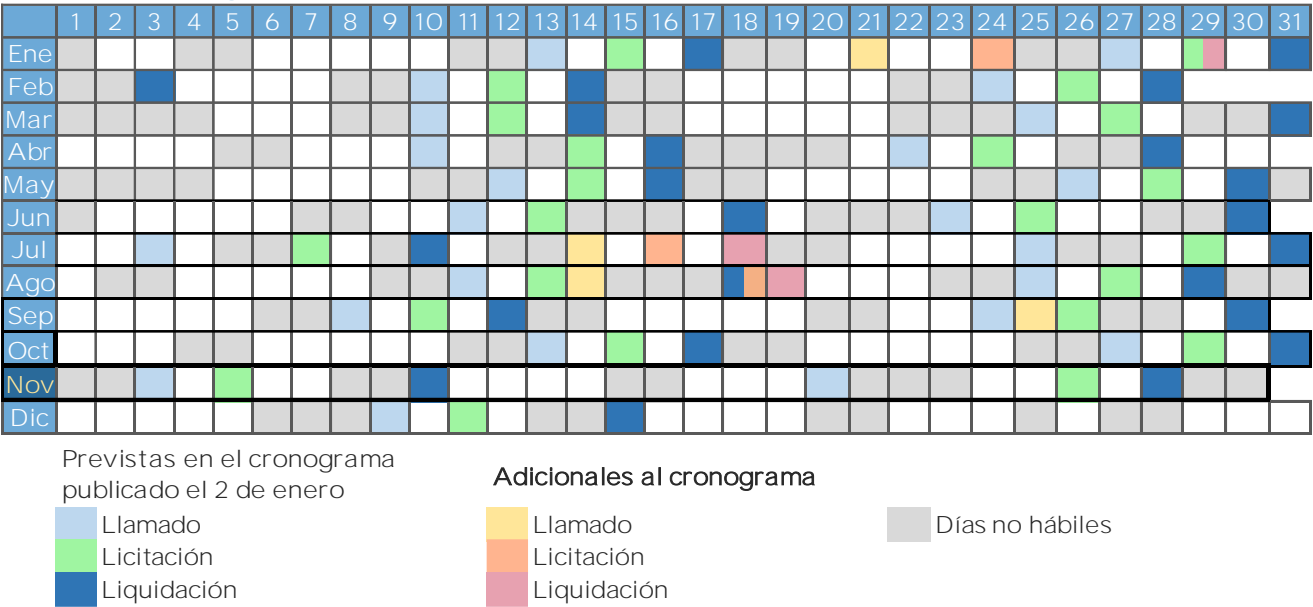 1 2 3 4 5 6 7 8 9 10 11 12 13 14 15 16 17 18 19 20 21 22 23 24 25 26 27 28 29 30 31
Ene
Feb
Mar
Abr
May
Jun
Jul
Ago
Sep
Oct
Nov
Dic
Previstas en el cronograma
publicado el 2 de enero
Llamado
Licitación
Liquidación
Adicionales al cronograma
Llamado
Licitación
Liquidación
Días no hábiles